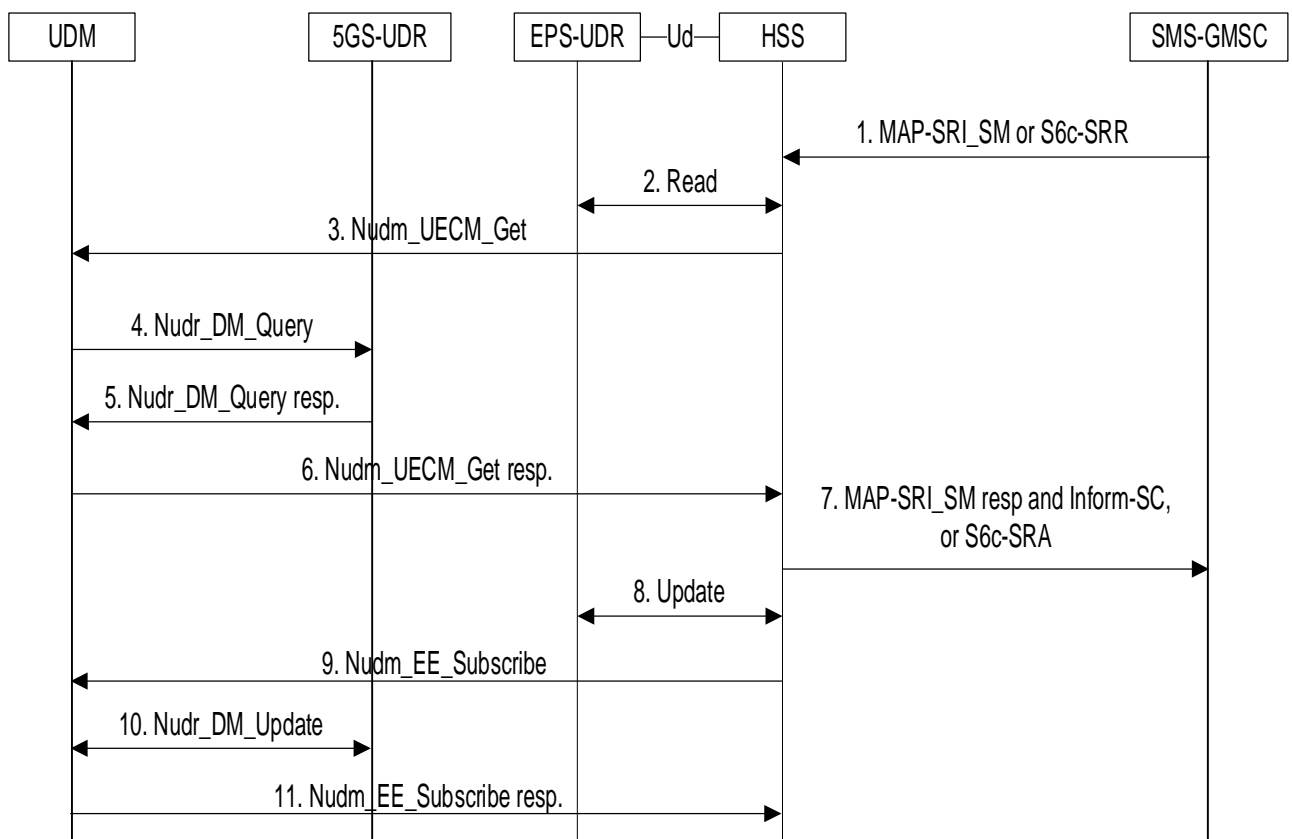 UDM
5GS-UDR
EPS-UDR
Ud
HSS
SMS-GMSC
1. MAP-SRI_SM or S6c-SRR
2. Read
3. Nudm_UECM_Get
4. Nudr_DM_Query
5. Nudr_DM_Query resp.
6. Nudm_UECM_Get resp.
7. MAP-SRI_SM resp and Inform-SC,
or S6c-SRA
8. Update
9. Nudm_EE_Subscribe
10. Nudr_DM_Update
11. Nudm_EE_Subscribe resp.